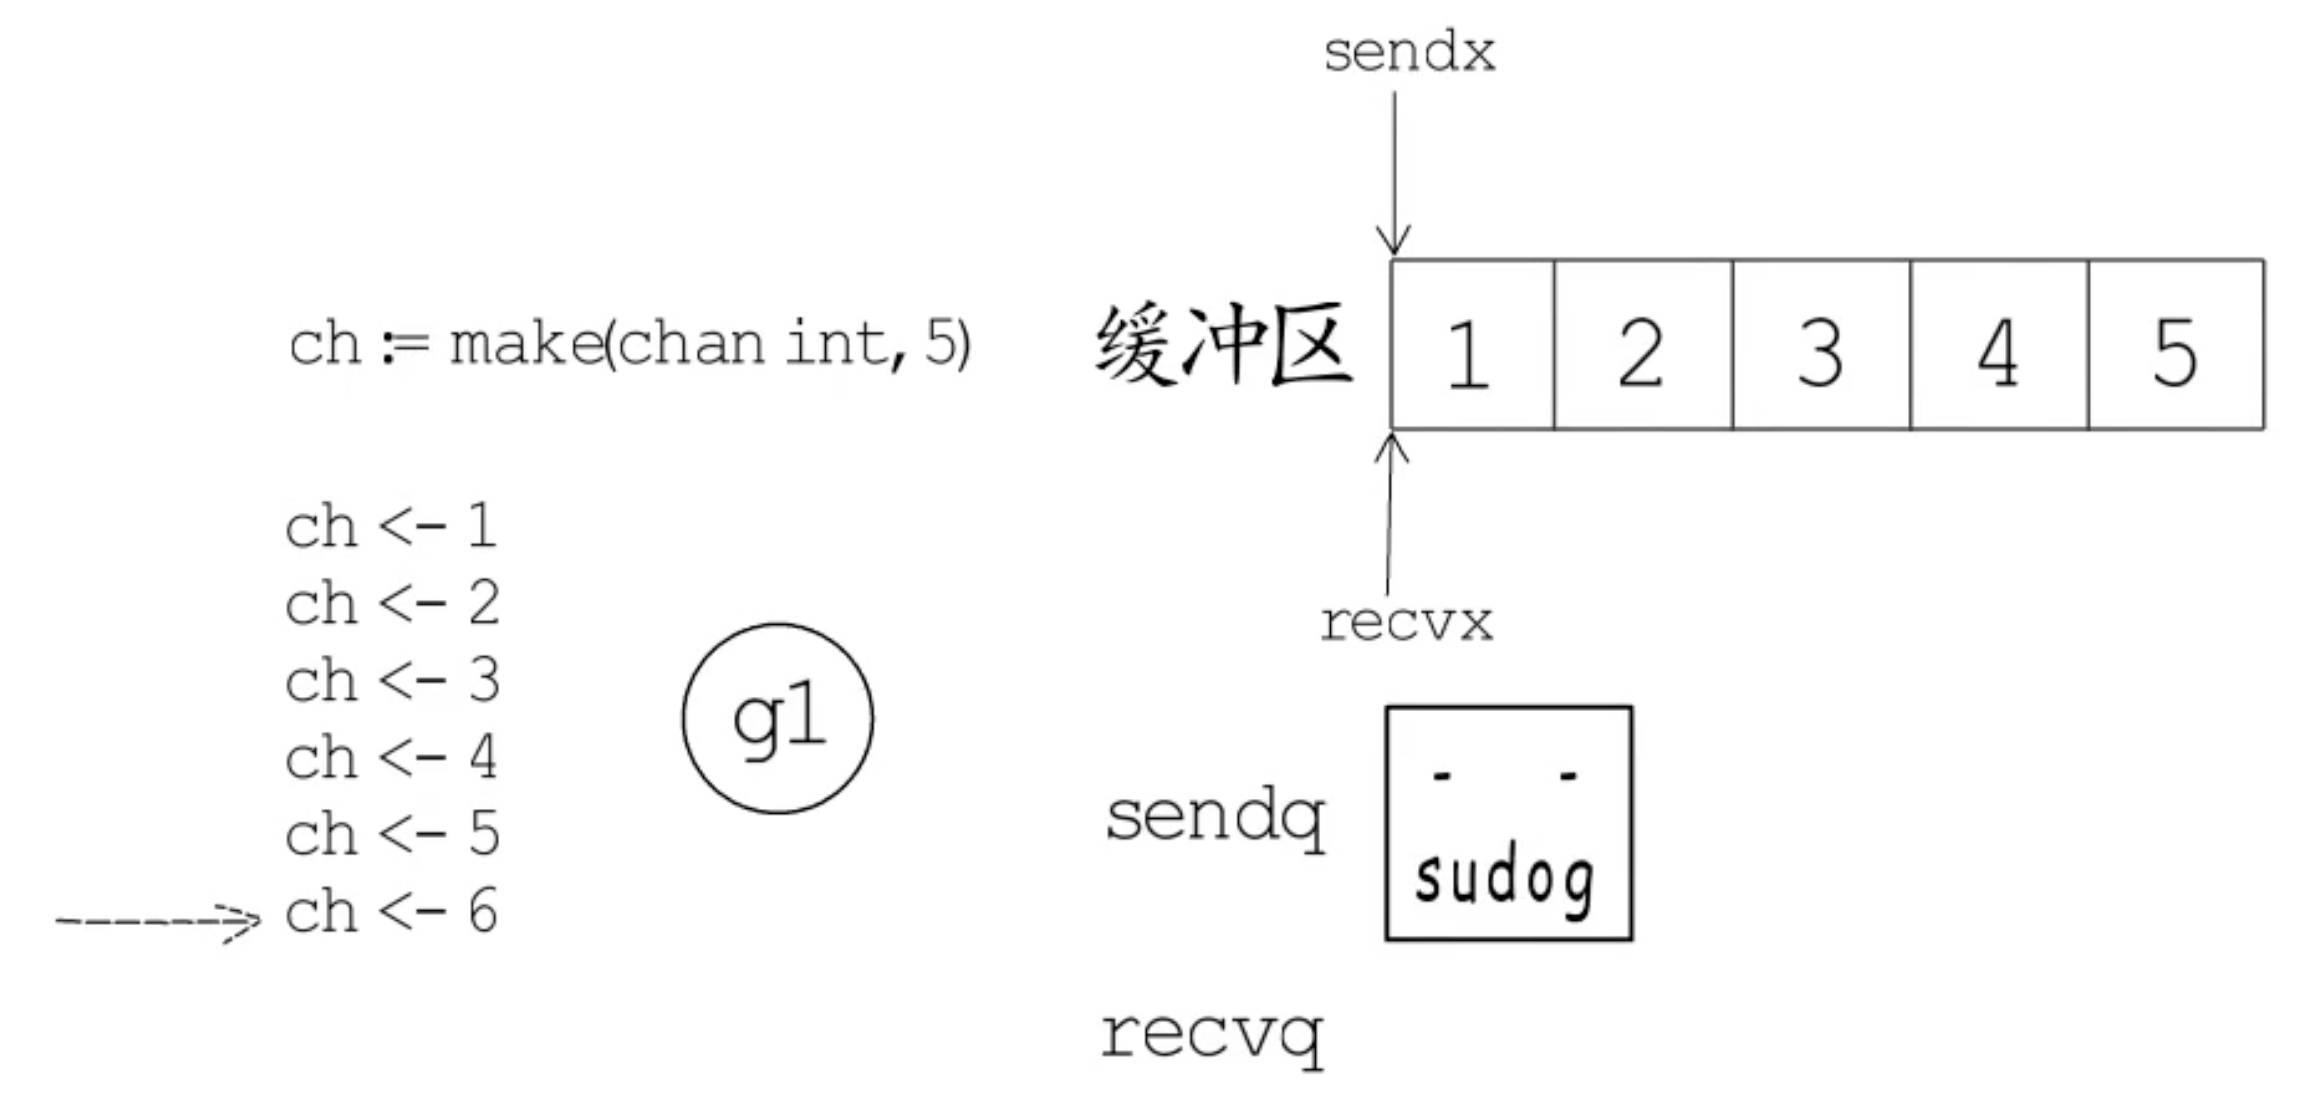 sendx
ch := make(chan int, 5)
缓冲区 1 2 3 4 5
ch <- 1
ch <- 2
ch <- 3
ch <- 4
ch <- 5
ch <- 6
g1
recvx
sendq
- -
sudog
recvq